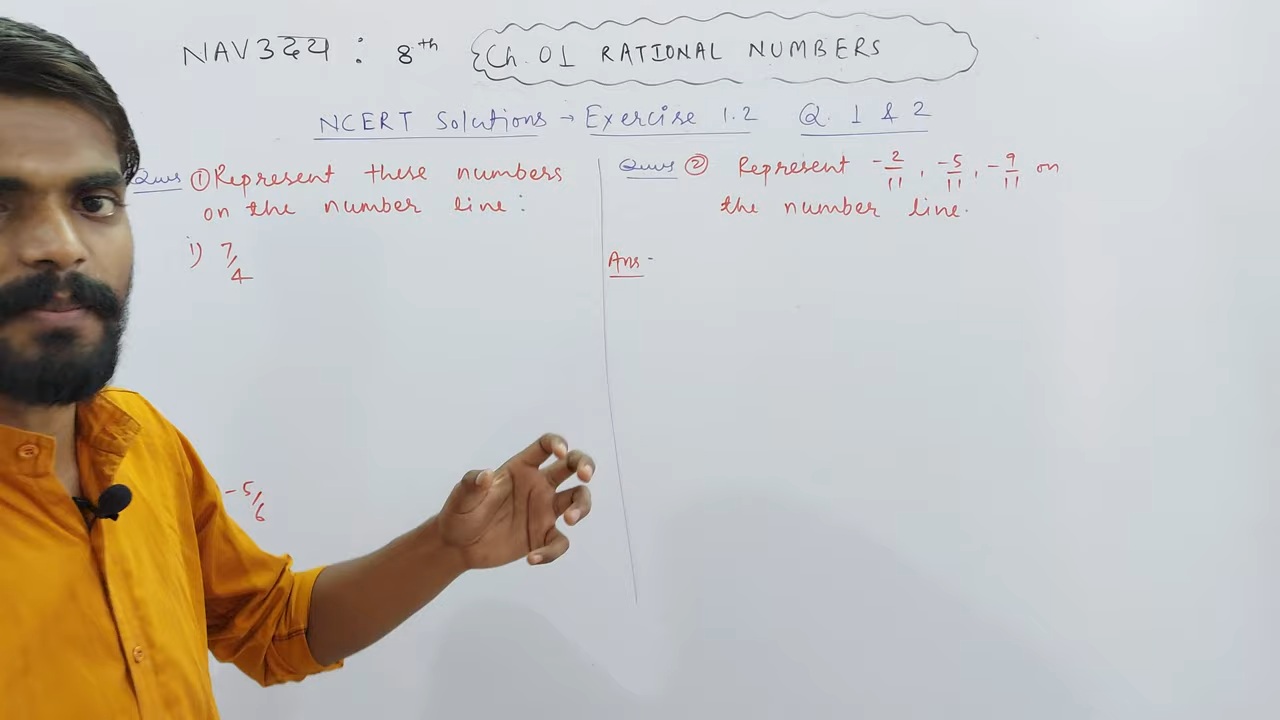 NAV3उदय : 8th Ch. 01 RATIONAL NUMBERS
NCERT Solutions → Exercise 1.2 Q. 1 & 2
Ques ① Represent these numbers
on the number line:
i) 7/4
-5/6
Ques ② Represent -2/11, -5/11, -9/11 on
the number line.
Ans -